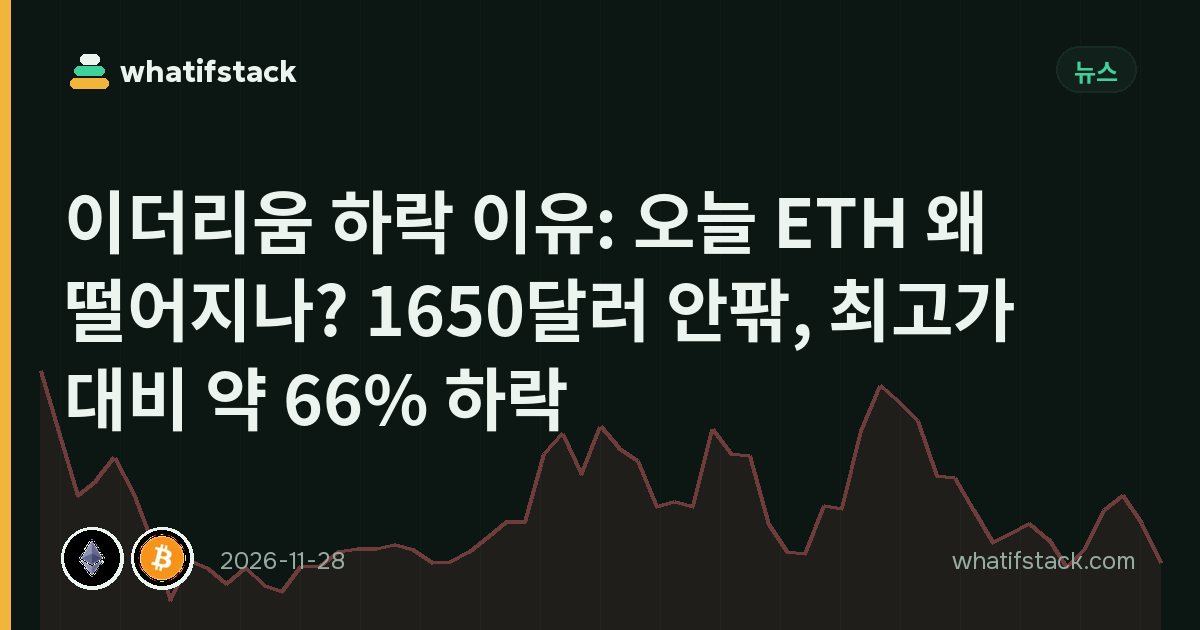 whatifstack
뉴스
이더리움 하락 이유: 오늘 ETH 왜
떨어지나? 1650달러 안팎, 최고가
대비 약 66% 하락
2026-11-28
whatifstack.com